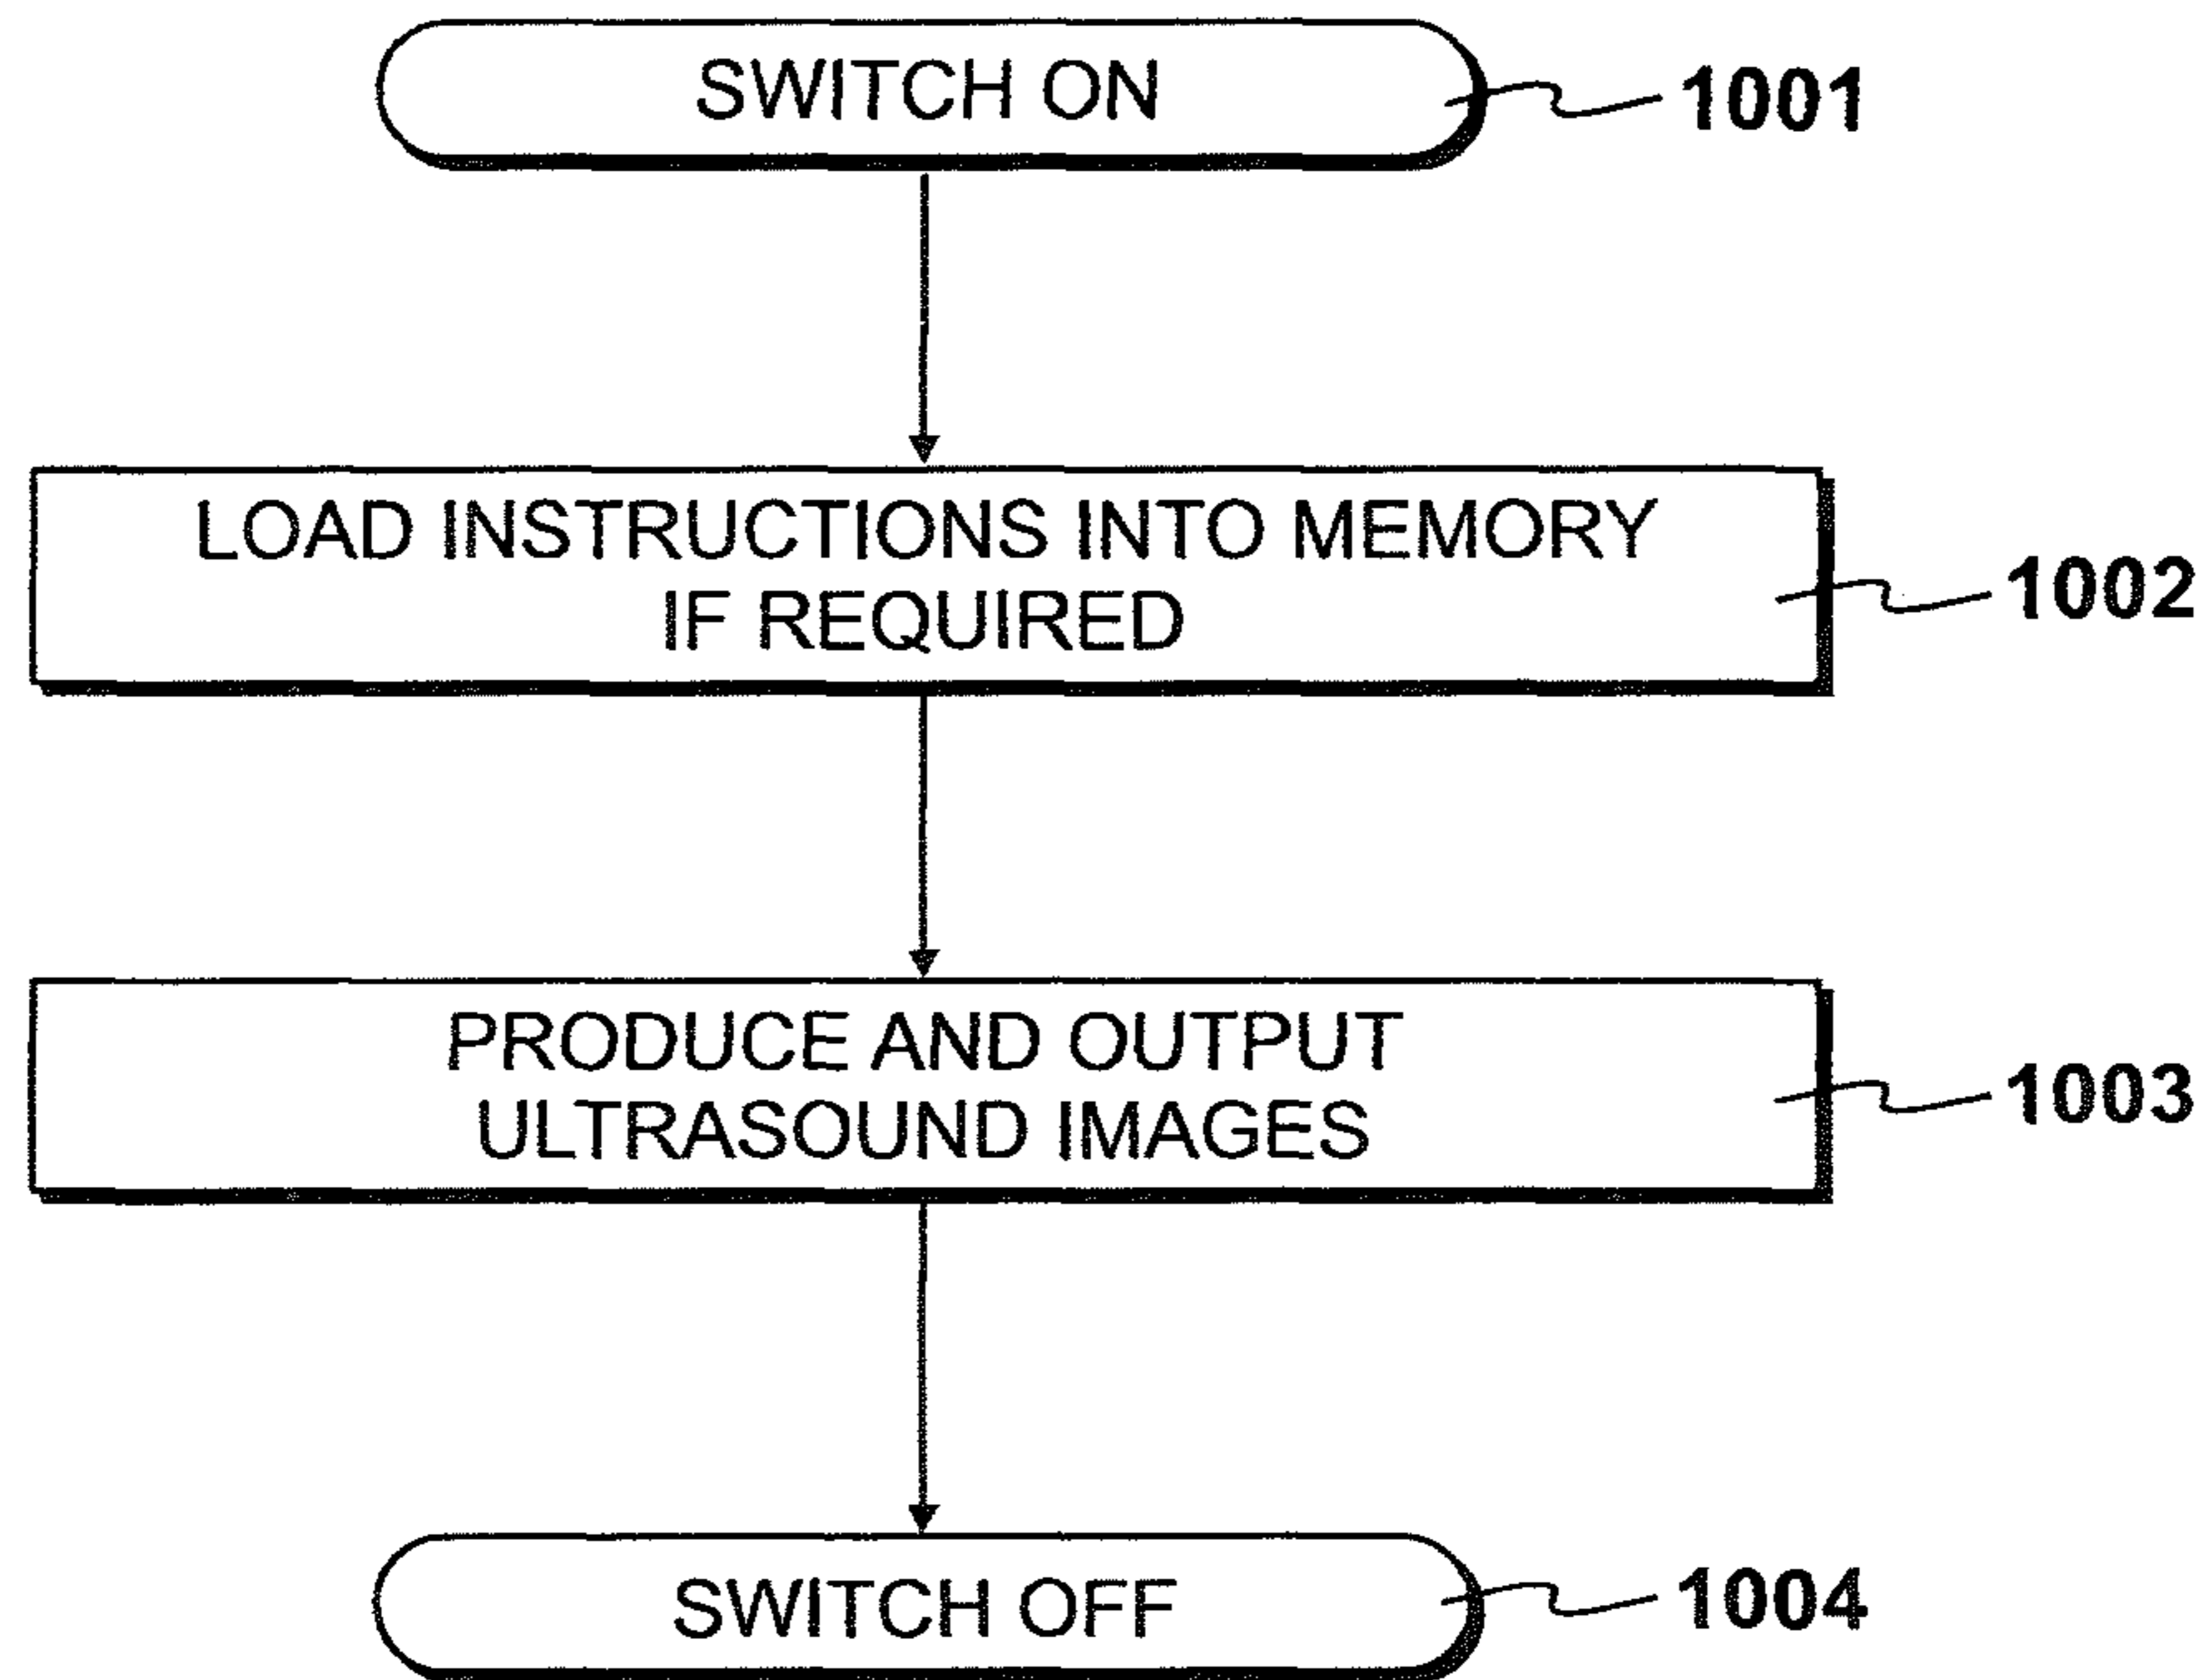 SWITCH ON
1001
LOAD INSTRUCTIONS INTO MEMORY
IF REQUIRED
1002
PRODUCE AND OUTPUT
ULTRASOUND IMAGES
1003
SWITCH OFF
1004